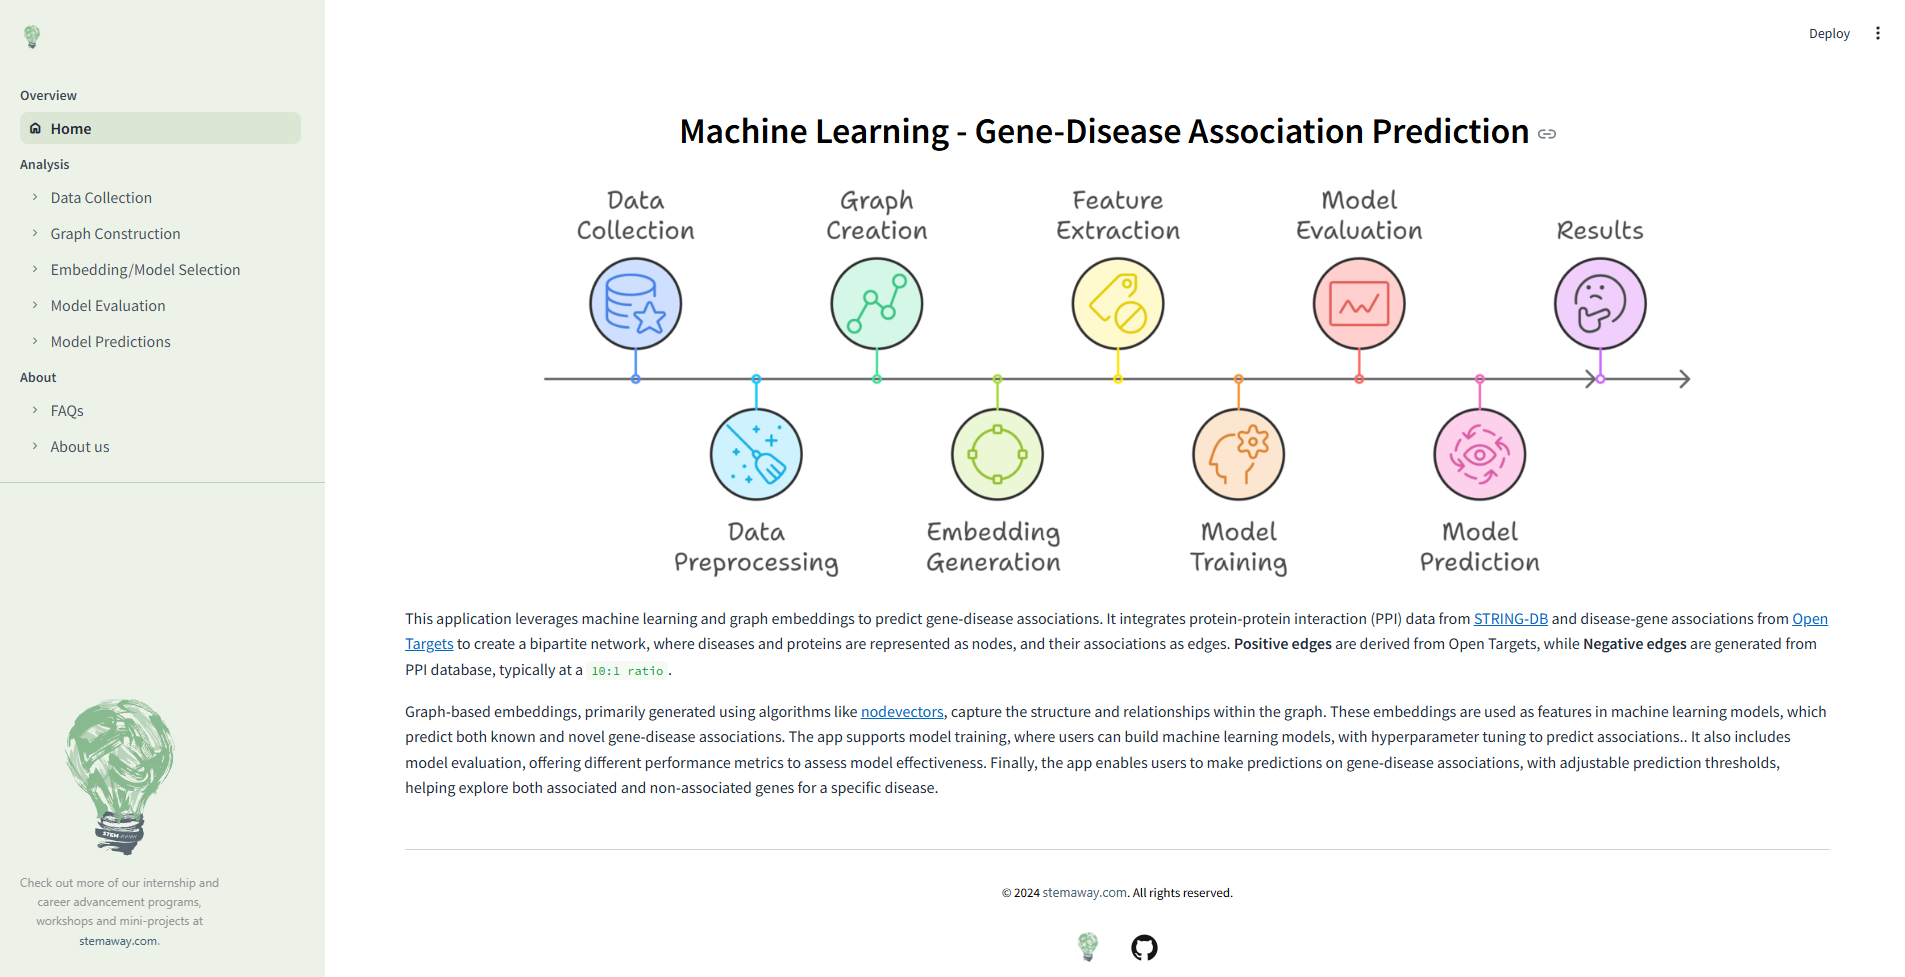 Overview
Home
Analysis
Data Collection
Graph Construction
Embedding/Model Selection
Model Evaluation
Model Predictions
About
FAQs
About us
STEM-AWAY
Check out more of our internship and
career advancement programs,
workshops and mini-projects at
stemaway.com.
Deploy
Machine Learning - Gene-Disease Association Prediction
Data
Collection
Graph
Creation
Feature
Extraction
Model
Evaluation
Results
Data
Preprocessing
Embedding
Generation
Model
Training
Model
Prediction
This application leverages machine learning and graph embeddings to predict gene-disease associations. It integrates protein-protein interaction (PPI) data from STRING-DB and disease-gene associations from Open
Targets to create a bipartite network, where diseases and proteins are represented as nodes, and their associations as edges. Positive edges are derived from Open Targets, while Negative edges are generated from
PPI database, typically at a 10:1 ratio.
Graph-based embeddings, primarily generated using algorithms like nodevectors, capture the structure and relationships within the graph. These embeddings are used as features in machine learning models, which
predict both known and novel gene-disease associations. The app supports model training, where users can build machine learning models, with hyperparameter tuning to predict associations.. It also includes
model evaluation, offering different performance metrics to assess model effectiveness. Finally, the app enables users to make predictions on gene-disease associations, with adjustable prediction thresholds,
helping explore both associated and non-associated genes for a specific disease.
© 2024 stemaway.com. All rights reserved.